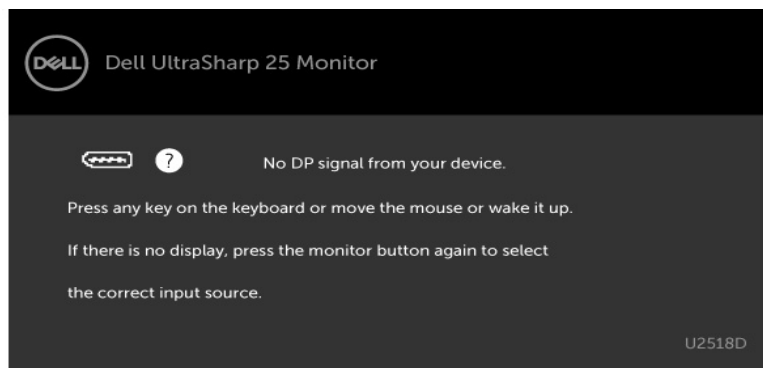 DELL Dell UltraSharp 25 Monitor
? No DP signal from your device.
Press any key on the keyboard or move the mouse or wake it up.
If there is no display, press the monitor button again to select
the correct input source.
U2518D